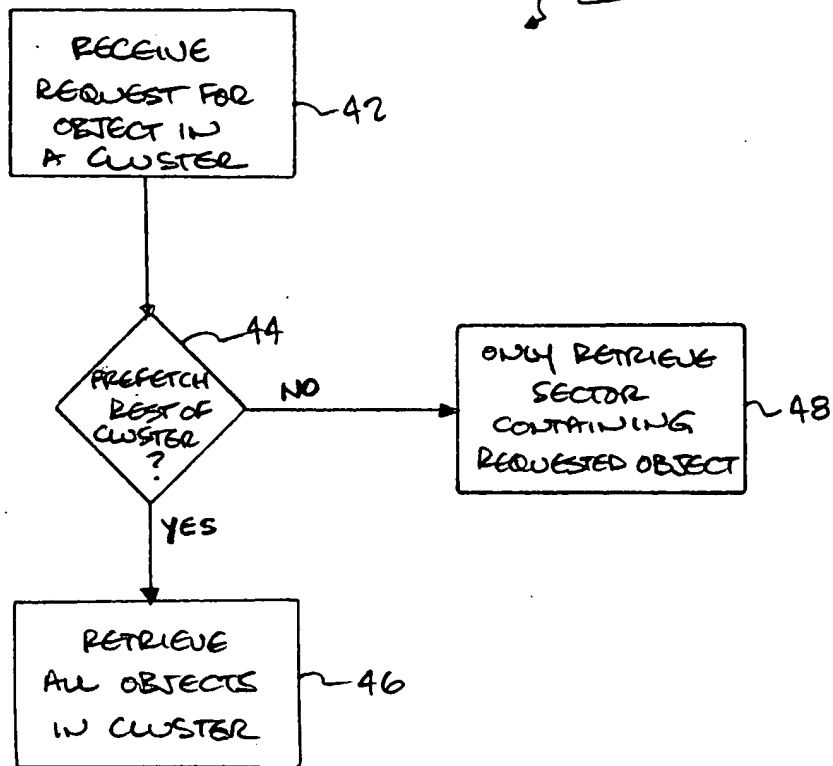 RECEIVE
REQUEST FOR
OBJECT IN
A CLUSTER
42
44
PREFETCH
REST OF
CLUSTER
?
NO
ONLY RETRIEVE
SECTOR
CONTAINING
REQUESTED OBJECT
48
YES
RETRIEVE
ALL OBJECTS
IN CLUSTER
46